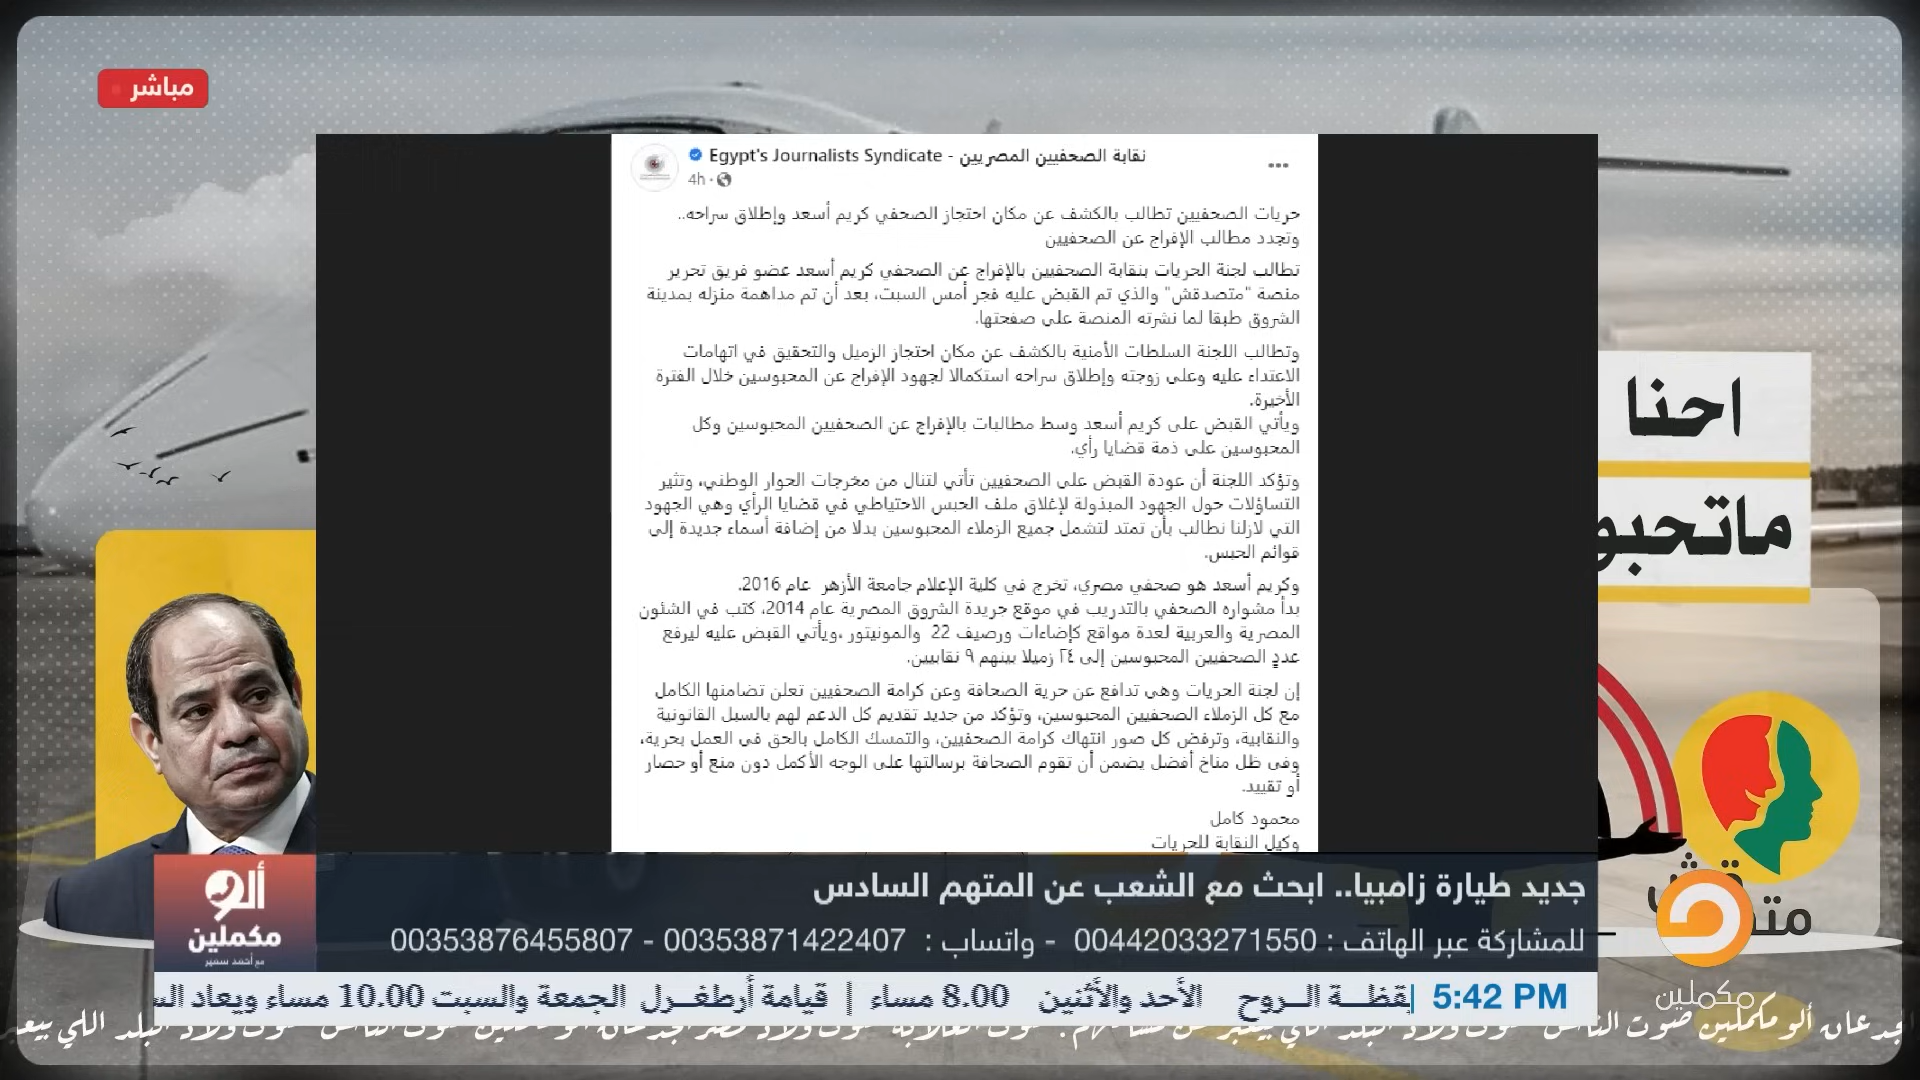 مباشر
نقابة الصحفيين المصريين - Egypt's Journalists Syndicate
4h
حريات الصحفيين تطالب بالكشف عن مكان احتجاز الصحفي كريم أسعد وإطلاق سراحه..
وتجدد مطالب الإفراج عن الصحفيين
تطالب لجنة الحريات بنقابة الصحفيين بالإفراج عن الصحفي كريم أسعد عضو فريق تحرير
منصة "متصدقش" والذي تم القبض عليه فجر أمس السبت، بعد أن تم مداهمة منزله بمدينة
الشروق طبقا لما نشرته المنصة على صفحتها.
وتطالب اللجنة السلطات الأمنية بالكشف عن مكان احتجاز الزميل والتحقيق في اتهامات
الاعتداء عليه وعلى زوجته وإطلاق سراحه استكمالا لجهود الإفراج عن المحبوسين خلال الفترة
الأخيرة.
ويأتي القبض على كريم أسعد وسط مطالبات بالإفراج عن الصحفيين المحبوسين وكل
المحبوسين على ذمة قضايا رأي.
وتؤكد اللجنة أن عودة القبض على الصحفيين تأتي لتنال من مخرجات الحوار الوطني، وتثير
التساؤلات حول الجهود المبذولة لإغلاق ملف الحبس الاحتياطي في قضايا الرأي وهي الجهود
التي لازلنا نطالب بأن تمتد لتشمل جميع الزملاء المحبوسين بدلا من إضافة أسماء جديدة إلى
قوائم الحبس.
وكريم أسعد هو صحفي مصري، تخرج في كلية الإعلام جامعة الأزهر عام 2016.
بدأ مشواره الصحفي بالتدريب في موقع جريدة الشروق المصرية عام 2014، كتب في الشئون
المصرية والعربية لعدة مواقع كإضاءات ورصيف 22 والمونيتور ،ويأتي القبض عليه ليرفع
عدد الصحفيين المحبوسين إلى ٢٤ زميلا بينهم ٩ نقابيين.
إن لجنة الحريات وهي تدافع عن حرية الصحافة وعن كرامة الصحفيين تعلن تضامنها الكامل
مع كل الزملاء الصحفيين المحبوسين، وتؤكد من جديد تقديم كل الدعم لهم بالسبل القانونية
والنقابية، وترفض كل صور انتهاك كرامة الصحفيين، والتمسك الكامل بالحق في العمل بحرية،
وفى ظل مناخ أفضل يضمن أن تقوم الصحافة برسالتها على الوجه الأكمل دون منع أو حصار
أو تقييد.
محمود كامل
وكيل النقابة للحريات
احنا
ماتحبو
ألو
مكملين
مع أحمد سمير
جديد طيارة زامبيا.. ابحث مع الشعب عن المتهم السادس
للمشاركة عبر الهاتف : 00442033271550 - واتساب : 00353871422407 - 00353876455807
5:42 PM
يقظــة الــروح الأحد والأثنين 8.00 مساء | قيامة أرطغــرل الجمعة والسبت 10.00 مساء ويعاد
مكملين
ألو مكملين صوت